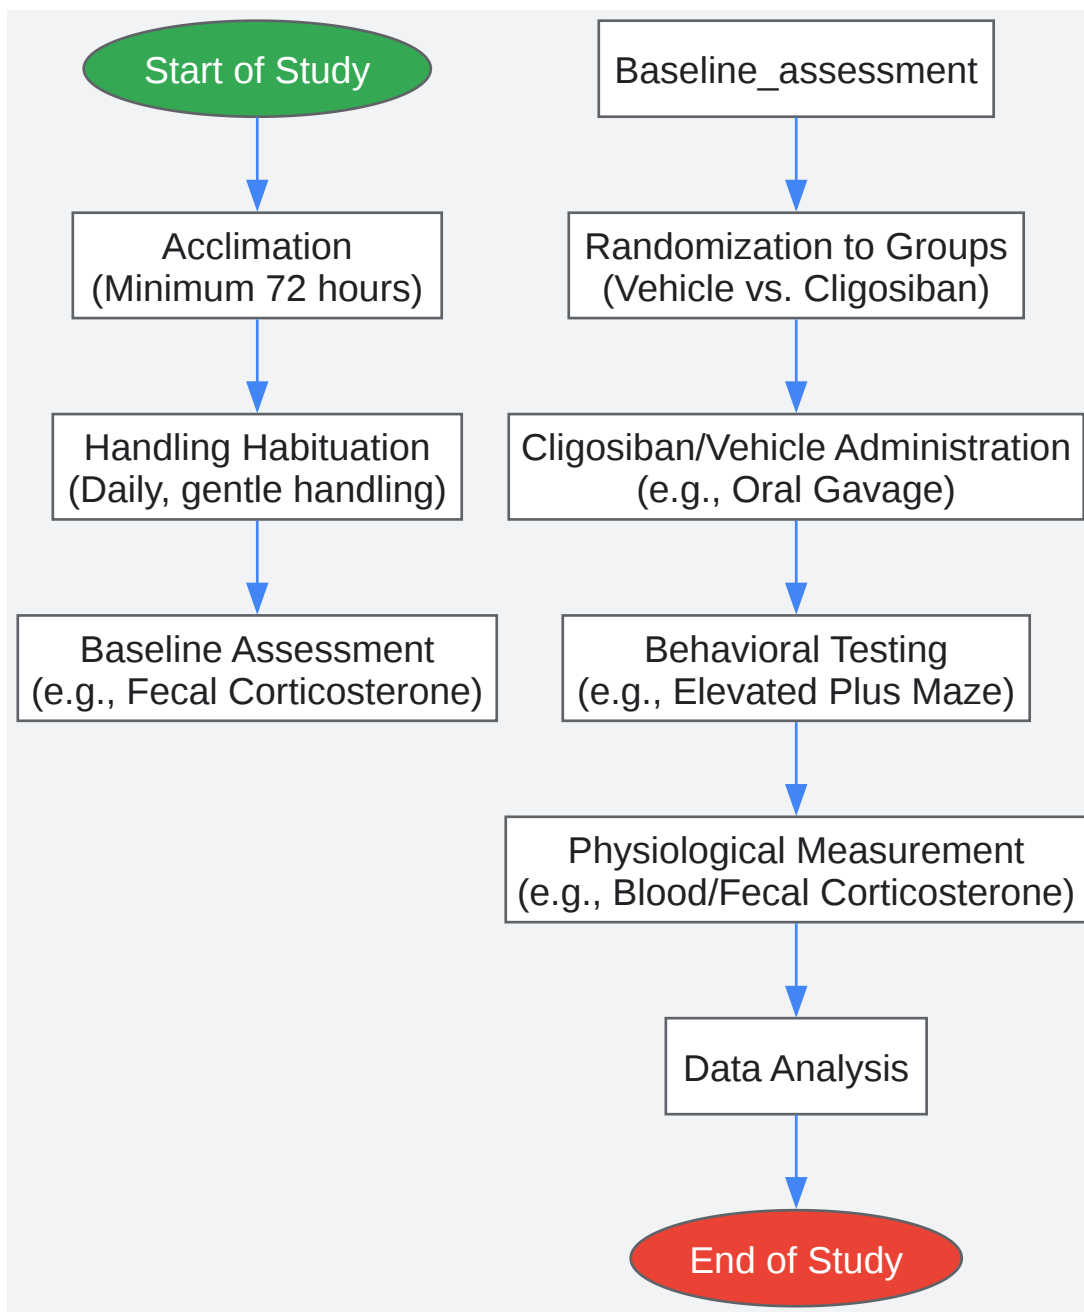 Start of Study
Acclimation
(Minimum 72 hours)
Handling Habituation
(Daily, gentle handling)
Baseline Assessment
(e.g., Fecal Corticosterone)
Baseline_assessment
Randomization to Groups
(Vehicle vs. Cligosiban)
Cligosiban/Vehicle Administration
(e.g., Oral Gavage)
Behavioral Testing
(e.g., Elevated Plus Maze)
Physiological Measurement
(e.g., Blood/Fecal Corticosterone)
Data Analysis
End of Study